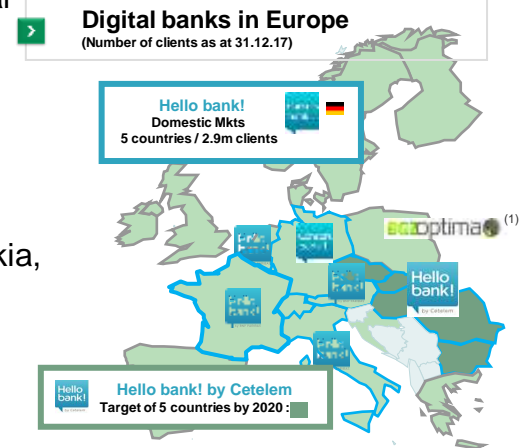 Digital banks in Europe
(Number of clients as at 31.12.17)
Hello bank!
Domestic Mkts
5 countries / 2.9m clients
optima
(1)
kia,
Hello
bank!
by Cetelem
Hello
bank!
Hello bank! by Cetelem
Target of 5 countries by 2020 :